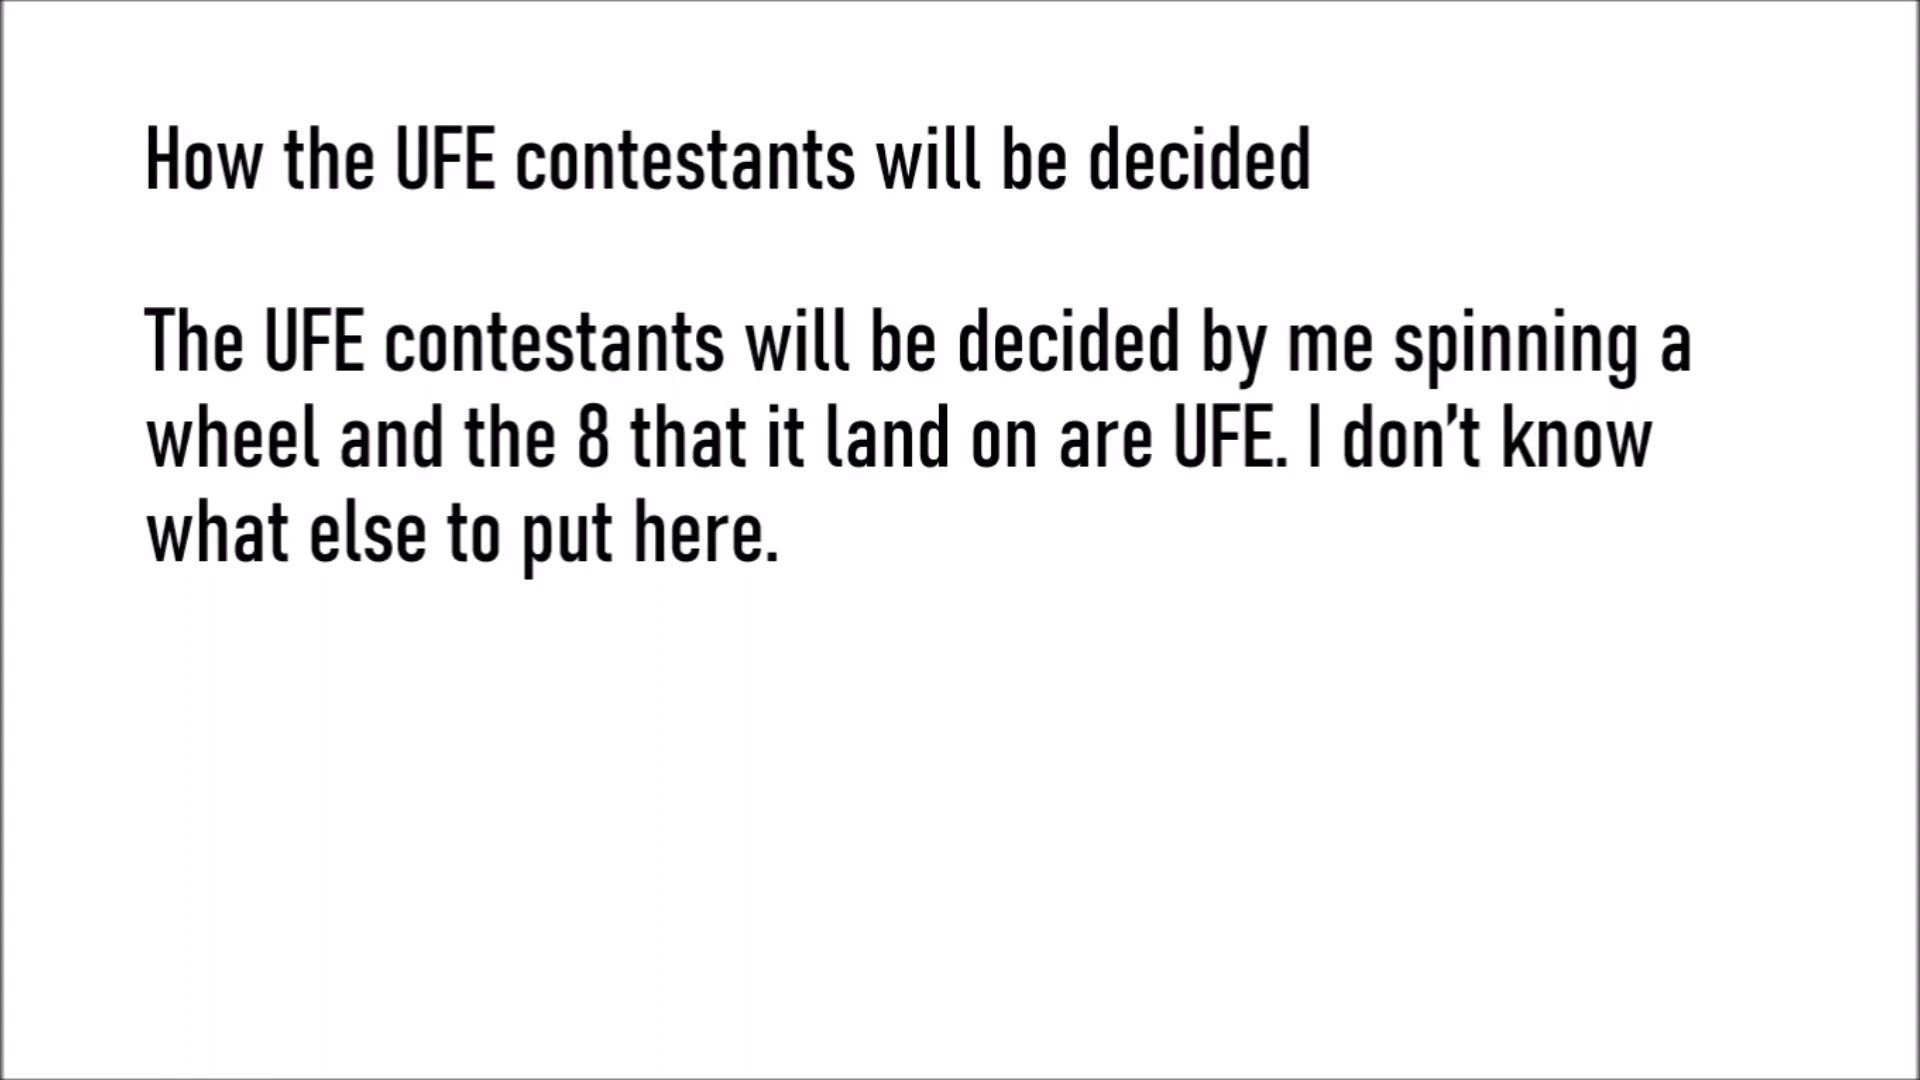 How the UFE contestants will be decided
The UFE contestants will be decided by me spinning a
wheel and the 8 that it land on are UFE. I don't know
what else to put here.